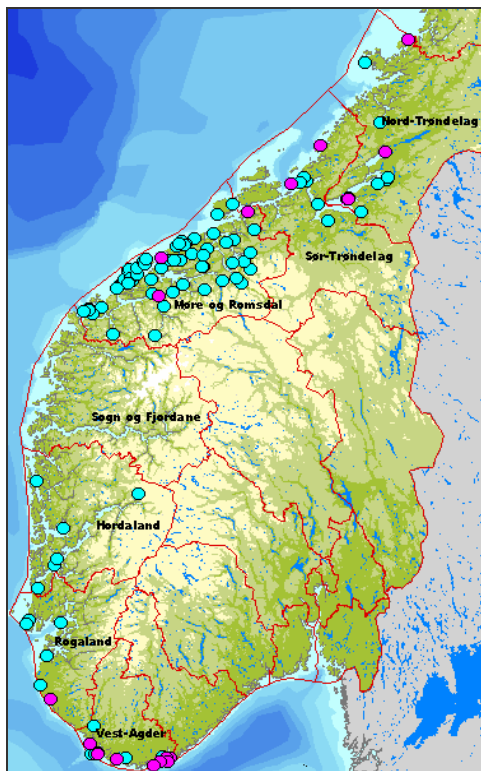 Nord-Trøndelag
Sør-Trøndelag
Møre og Romsdal
Sogn og Fjordane
Hordaland
Rogaland
Vest-Agder